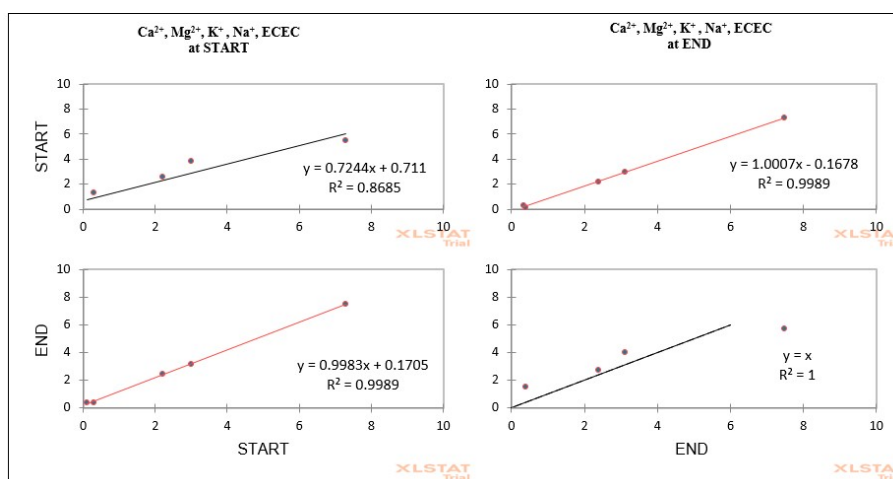 Ca²⁺, Mg²⁺, K⁺ , Na⁺, ECEC
at START
Ca²⁺, Mg²⁺, K⁺ , Na⁺, ECEC
at END
START
10
8
6
4
2
0
y = 0.7244x + 0.711
R² = 0.8685
0 2 4 6 8 10
XLSTAT
Trial
10
8
6
4
2
0
y = 1.0007x - 0.1678
R² = 0.9989
0 2 4 6 8 10
XLSTAT
Trial
END
10
8
6
4
2
0
y = 0.9983x + 0.1705
R² = 0.9989
0 2 4 6 8 10
START
XLSTAT
Trial
10
8
6
4
2
0
y = x
R² = 1
0 2 4 6 8 10
END
XLSTAT
Trial